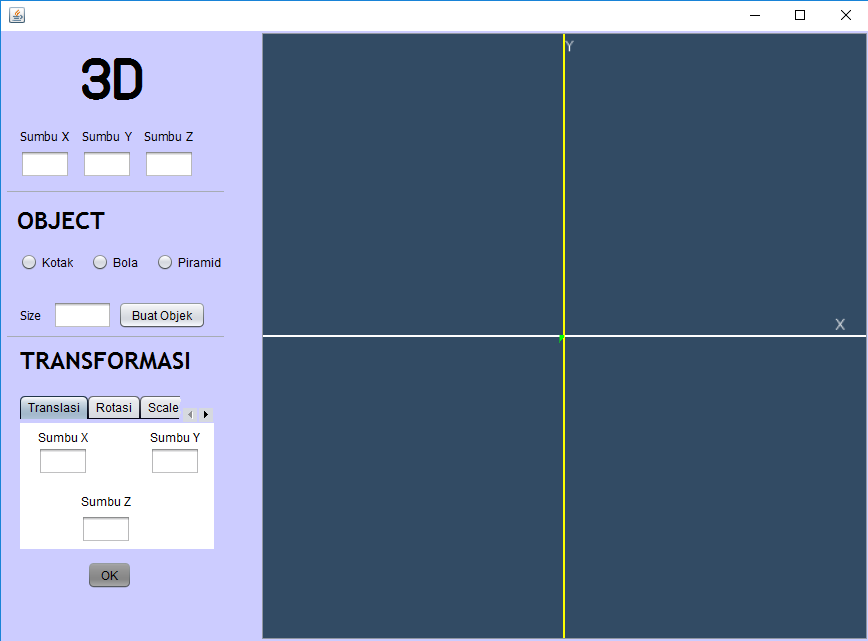 3D
Sumbu X Sumbu Y Sumbu Z
OBJECT
Kotak Bola Piramid
Size Buat Objek
TRANSFORMASI
Translasi Rotasi Scale
Sumbu X Sumbu Y
Sumbu Z
OK
Y
X